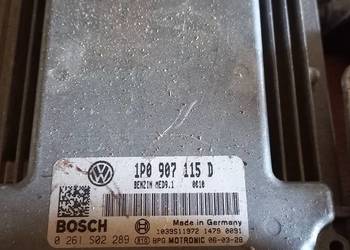 1P0 907 115 D
BENZIN MED9.1 0010
BOSCH
Made in Germany
1039S11972 1479 0091
0 261 S02 289
BPG MOTRONIC 06-03-28